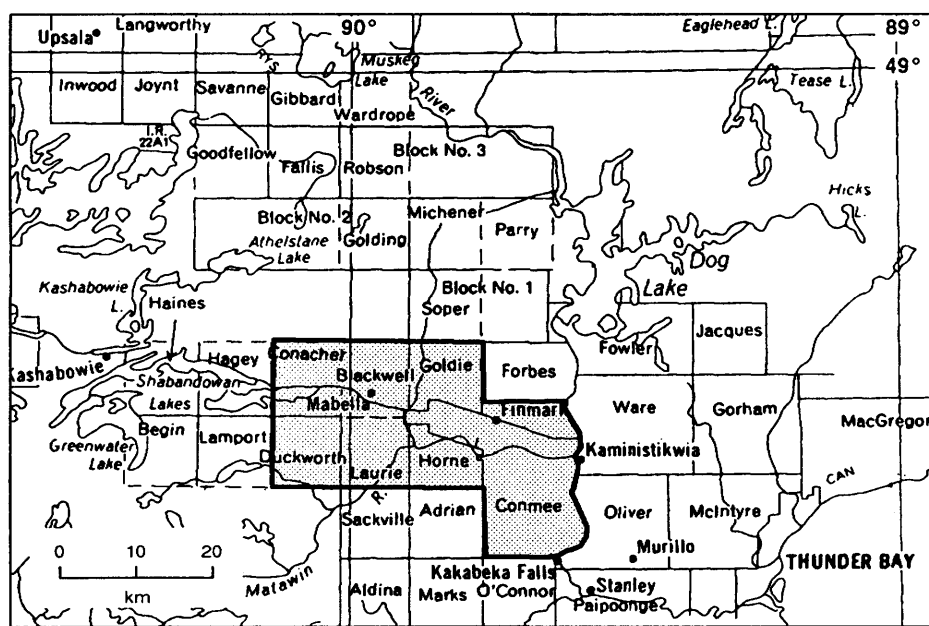 Langworthy
Upsala
90°
89°
Eaglehead L.
49°
RYS
Muskeg
Lake
Tease L.
Inwood
Joynt
Savanne
Gibbard
River
Wardrope
I.R.
22A1
Goodfellow
Fallis
Robson
Block No. 3
Hicks
L.
Block No. 2
Michener
Golding
Parry
Athelstane
Lake
Dog
Lake
Kashabowie
L.
Haines
Block No. 1
Soper
Jacques
Fowler
Kashabowie
Hagey
Conacher
Goldie
Forbes
Blackwell
Shabandowan
Lakes
Mabella
Finmark
Ware
Gorham
MacGregor
Begin
Lamport
Greenwater
Lake
Duckworth
Laurie
Horne
Kaministikwia
CAN
R.
Sackville
Adrian
Conmee
Oliver
McIntyre
0 10 20
km
Matawin
Murillo
THUNDER BAY
Kakabeka Falls
Aldina
Marks
O'Connor
Stanley
Paipoonge